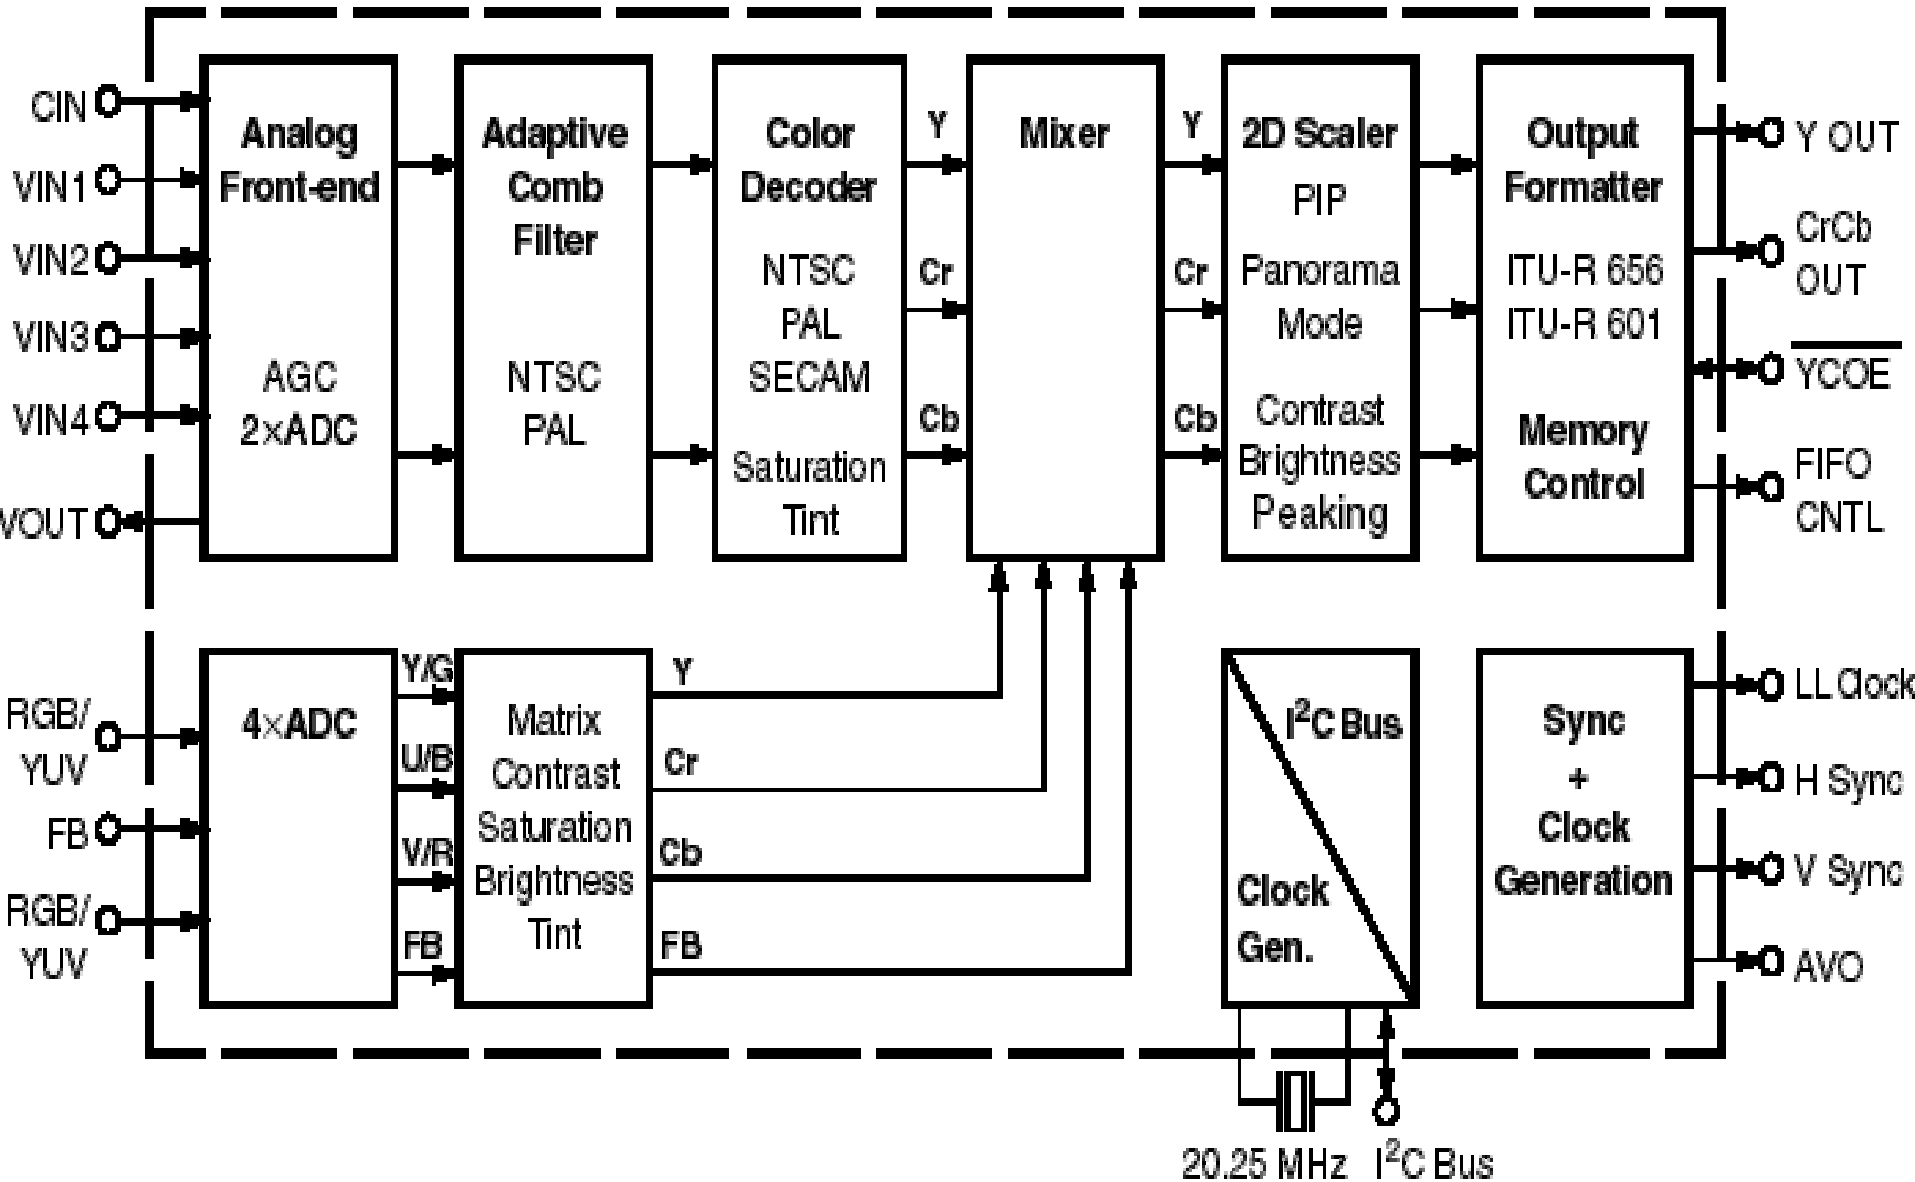 CIN
VIN1
VIN2
VIN3
VIN4
VOUT
Analog
Front-end
AGC
2×ADC
Adaptive
Comb
Filter
NTSC
PAL
Color
Decoder
NTSC
PAL
SECAM
Saturation
Tint
Y
Cr
Cb
Mixer
Y
Cr
Cb
2D Scaler
PIP
Panorama
Mode
Contrast
Brightness
Peaking
Output
Formatter
ITU-R 656
ITU-R 601
Memory
Control
Y OUT
CrCb
OUT
YCOE
FIFO
CNTL
RGB/
YUV
FB
RGB/
YUV
4×ADC
Y/G
U/B
V/R
FB
Matrix
Contrast
Saturation
Brightness
Tint
Y
Cr
Cb
FB
I²C Bus
Clock
Gen.
Sync
+
Clock
Generation
LL Clock
H Sync
V Sync
AVO
20.25 MHz
I²C Bus